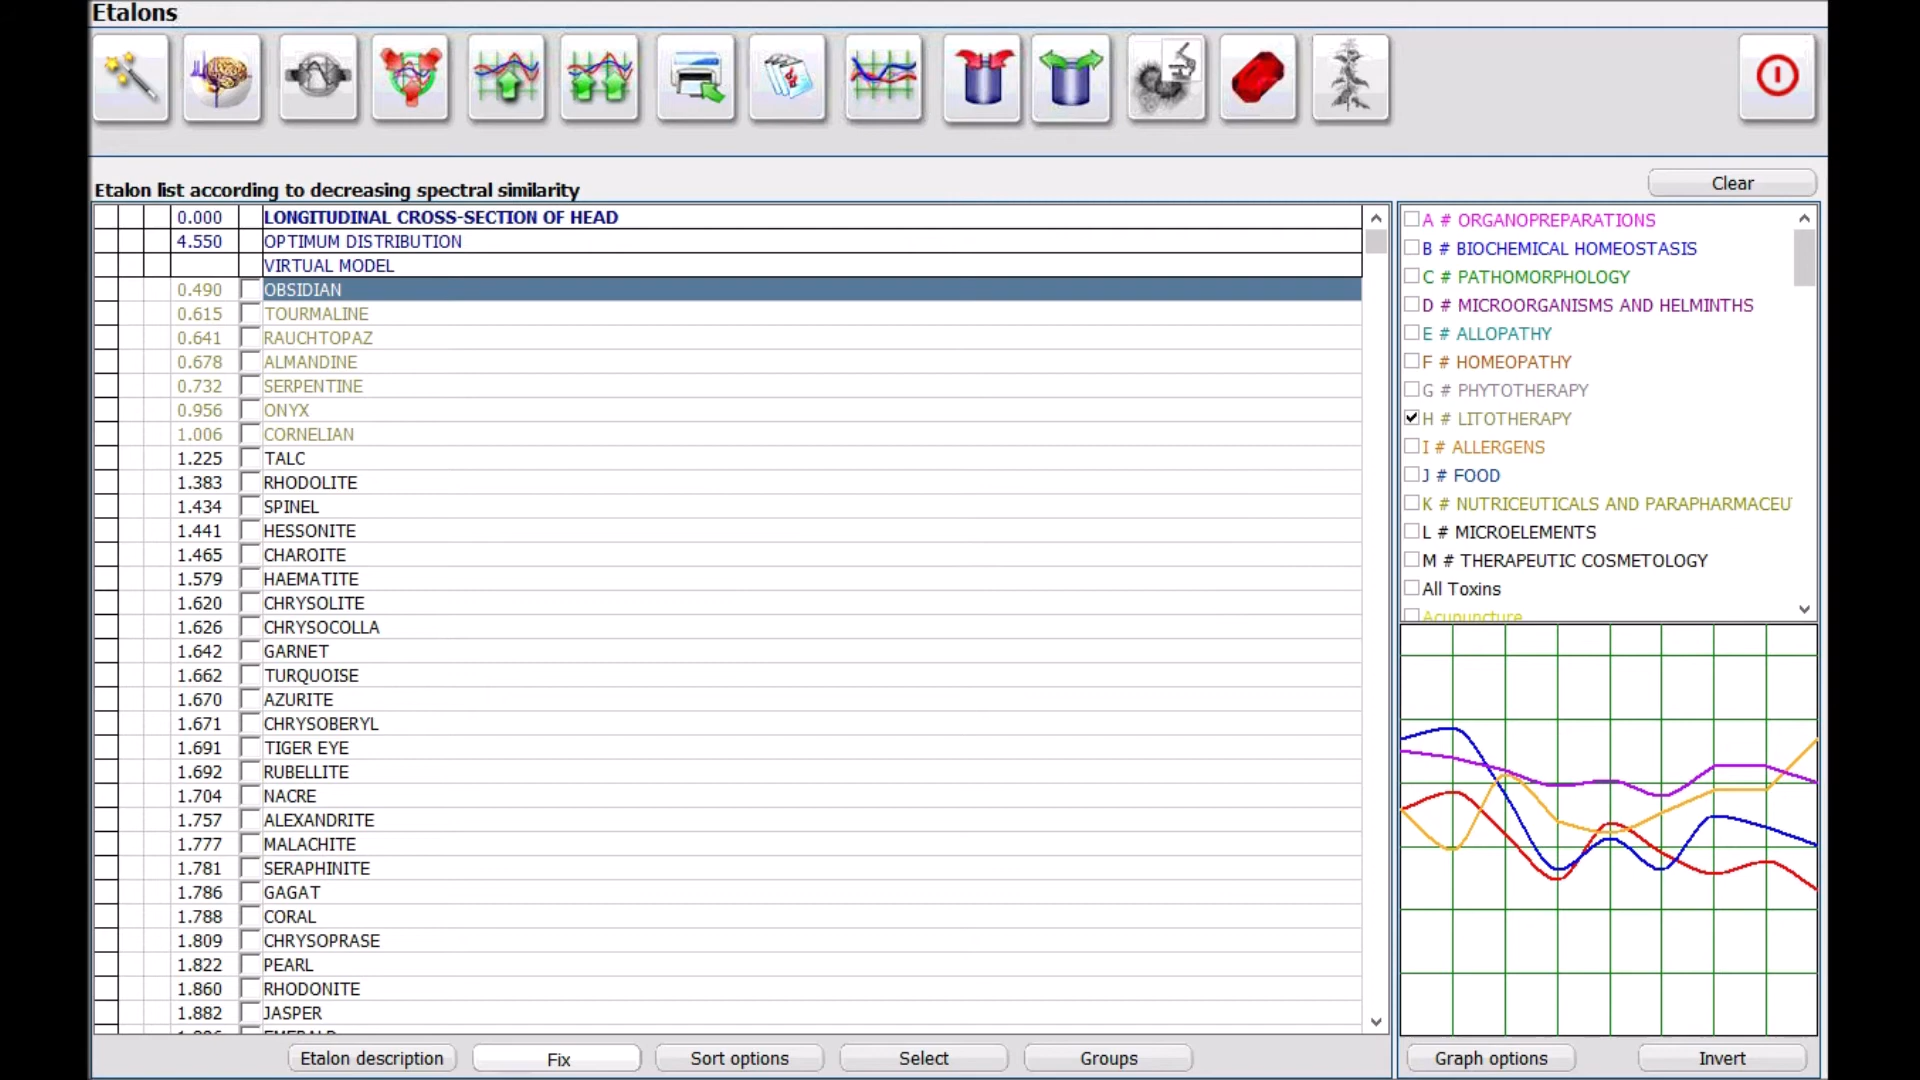 Etalons
Etalon list according to decreasing spectral similarity
Clear
0.000 LONGITUDINAL CROSS-SECTION OF HEAD
4.550 OPTIMUM DISTRIBUTION
VIRTUAL MODEL
0.490 OBSIDIAN
0.615 TOURMALINE
0.641 RAUCHTOPAZ
0.678 ALMANDINE
0.732 SERPENTINE
0.956 ONYX
1.006 CORNELIAN
1.225 TALC
1.383 RHODOLITE
1.434 SPINEL
1.441 HESSONITE
1.465 CHAROITE
1.579 HAEMATITE
1.620 CHRYSOLITE
1.626 CHRYSOCOLLA
1.642 GARNET
1.662 TURQUOISE
1.670 AZURITE
1.671 CHRYSOBERYL
1.691 TIGER EYE
1.692 RUBELLITE
1.704 NACRE
1.757 ALEXANDRITE
1.777 MALACHITE
1.781 SERAPHINITE
1.786 GAGAT
1.788 CORAL
1.809 CHRYSOPRASE
1.822 PEARL
1.860 RHODONITE
1.882 JASPER
EMERALD
A # ORGANOPREPARATIONS
B # BIOCHEMICAL HOMEOSTASIS
C # PATHOMORPHOLOGY
D # MICROORGANISMS AND HELMINTHS
E # ALLOPATHY
F # HOMEOPATHY
G # PHYTOTHERAPY
H # LITOTHERAPY
I # ALLERGENS
J # FOOD
K # NUTRICEUTICALS AND PARAPHARMACEU
L # MICROELEMENTS
M # THERAPEUTIC COSMETOLOGY
All Toxins
Acupuncture
Etalon description
Fix
Sort options
Select
Groups
Graph options
Invert